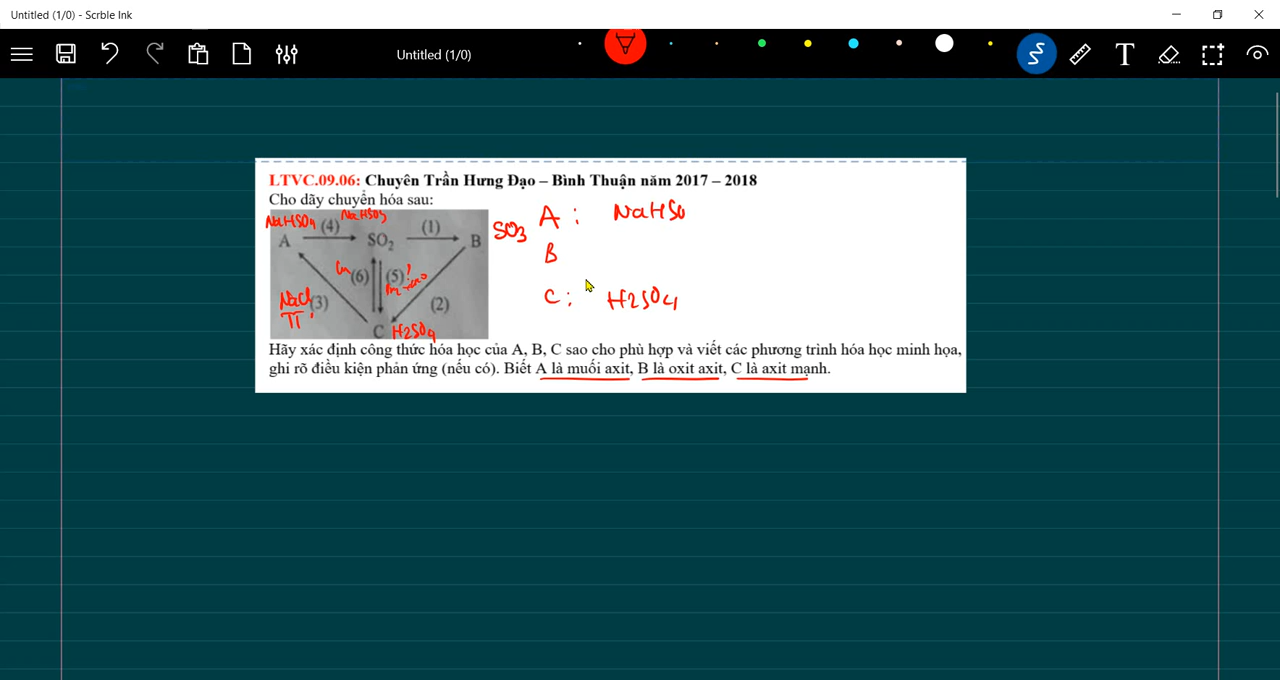 Untitled (1/0) - Scrble Ink
Untitled (1/0)
LTVC.09.06: Chuyên Trần Hưng Đạo – Bình Thuận năm 2017 – 2018
Cho dãy chuyển hóa sau:
NaHSO4 (4) NaHSO3 (1)
A SO2 B SO3
Cu (6) (5)
NaCl (3) (2)
C H2SO4
A : NaHSO
B
C : H2SO4
Hãy xác định công thức hóa học của A, B, C sao cho phù hợp và viết các phương trình hóa học minh họa,
ghi rõ điều kiện phản ứng (nếu có). Biết A là muối axit, B là oxit axit, C là axit mạnh.